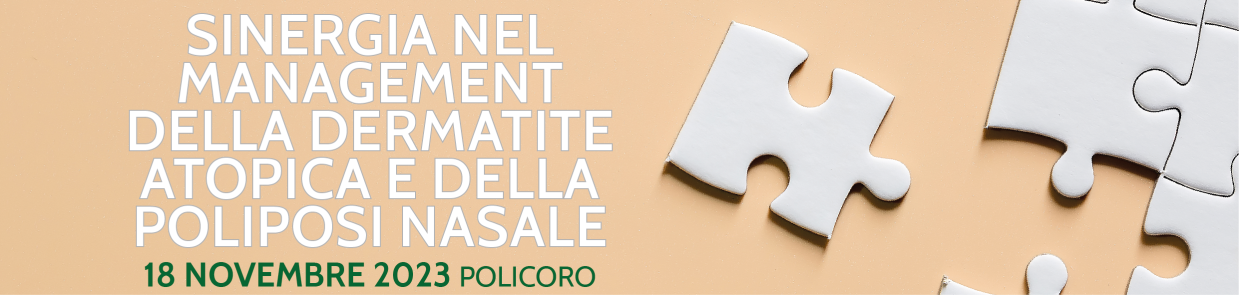 SINERGIA NEL
MANAGEMENT
DELLA DERMATITE
ATOPICA E DELLA
POLIPOSI NASALE
18 NOVEMBRE 2023 POLICORO